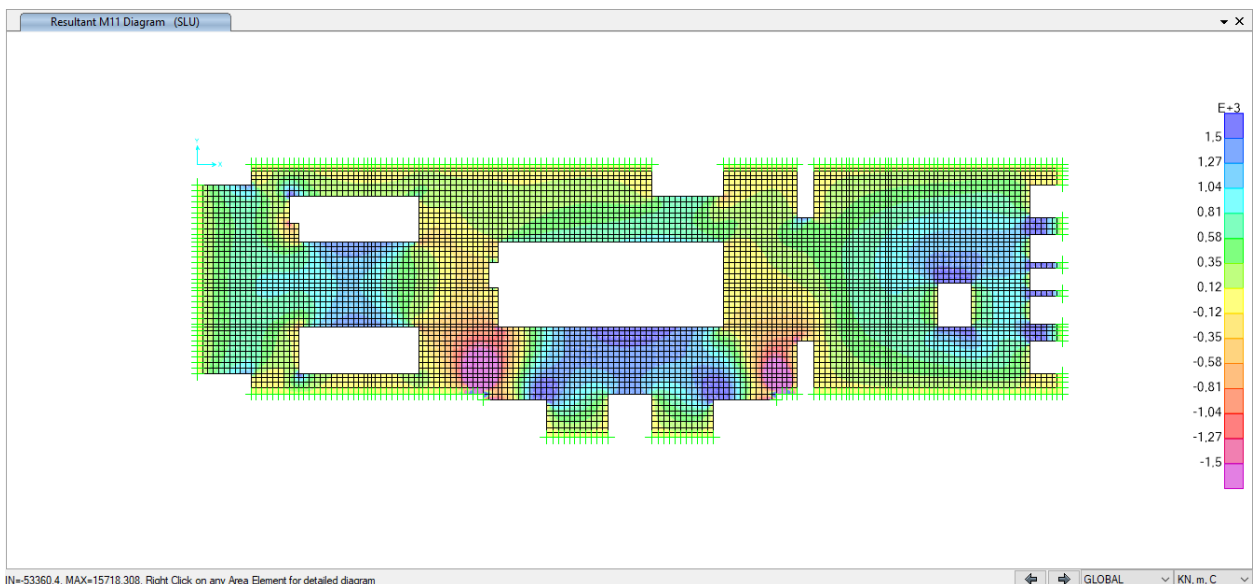 Resultant M11 Diagram (SLU)
E+3
1.5
1.27
1.04
0.81
0.58
0.35
0.12
-0.12
-0.35
-0.58
-0.81
-1.04
-1.27
-1.5
IN=-53360.4, MAX=15718.308, Right Click on any Area Element for detailed diagram
GLOBAL
KN, m, C